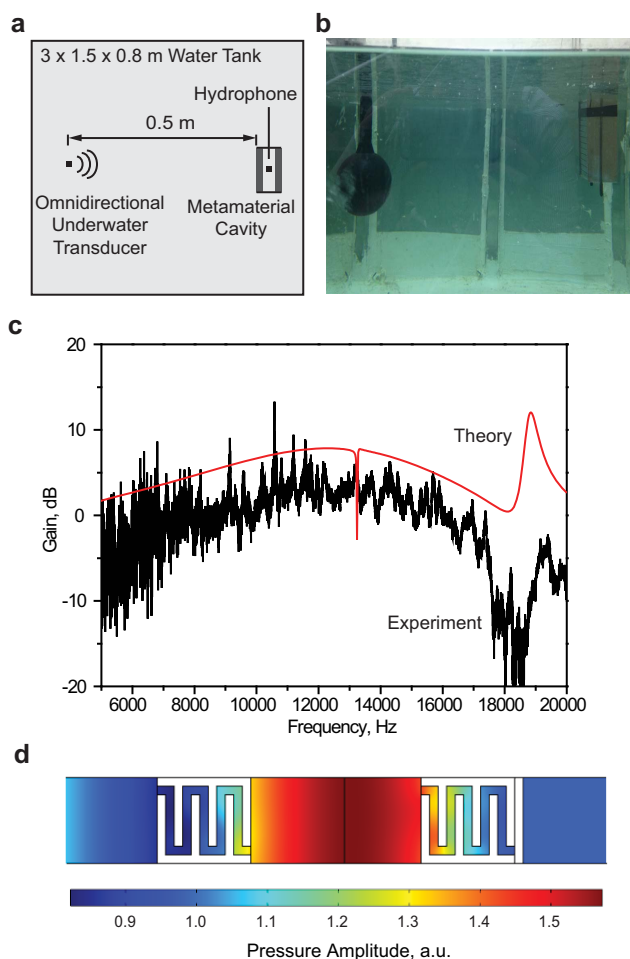 a
3 x 1.5 x 0.8 m Water Tank
Hydrophone
0.5 m
Omnidirectional
Underwater
Transducer
Metamaterial
Cavity
b
c
20
10
0
-10
-20
Gain, dB
Theory
Experiment
6000 8000 10000 12000 14000 16000 18000 20000
Frequency, Hz
d
0.9 1.0 1.1 1.2 1.3 1.4 1.5
Pressure Amplitude, a.u.